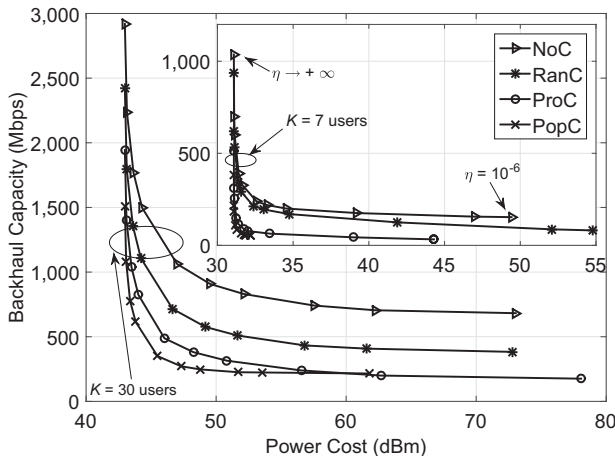 3,000
2,500
2,000
1,500
1,000
500
0
Backhaul Capacity (Mbps)
40
50
60
70
80
Power Cost (dBm)
K = 30 users
1,000
500
0
30
35
40
45
50
55
η → + ∞
K = 7 users
η = 10-6
NoC
RanC
ProC
PopC